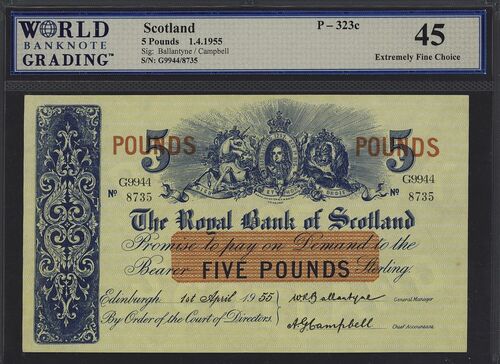 WORLD
BANKNOTE
GRADING™
Scotland
5 Pounds 1.4.1955
Sig: Ballantyne / Campbell
S/N: G9944/8735
P – 323c
45
Extremely Fine Choice
POUNDS 5
5 POUNDS
G9944
Nº 8735
G9944
Nº 8735
The Royal Bank of Scotland
Promise to pay on Demand to the
Bearer FIVE POUNDS Sterling.
Edinburgh 1st April 1955 W R Ballantyne General Manager
By Order of the Court of Directors. A G Campbell Chief Accountant